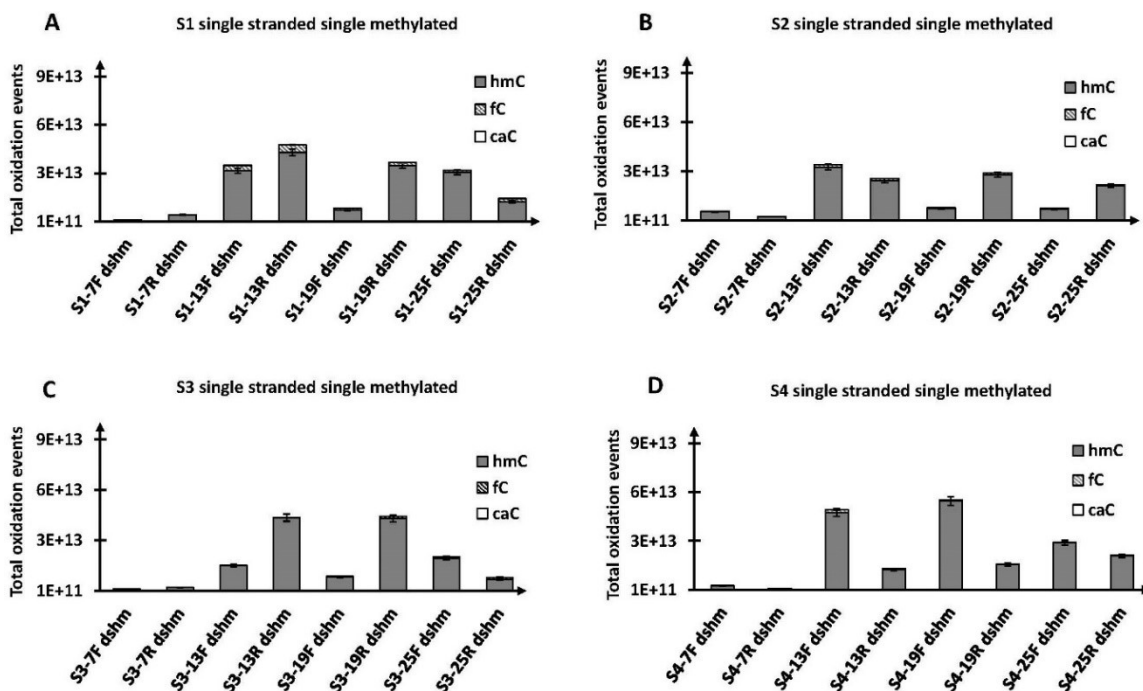 A
S1 single stranded single methylated
Total oxidation events
9E+13
6E+13
3E+13
1E+11
hmC
fC
caC
S1-7F dshm
S1-7R dshm
S1-13F dshm
S1-13R dshm
S1-19F dshm
S1-19R dshm
S1-25F dshm
S1-25R dshm
B
S2 single stranded single methylated
Total oxidation events
9E+13
6E+13
3E+13
1E+11
hmC
fC
caC
S2-7F dshm
S2-7R dshm
S2-13F dshm
S2-13R dshm
S2-19F dshm
S2-19R dshm
S2-25F dshm
S2-25R dshm
C
S3 single stranded single methylated
Total oxidation events
9E+13
6E+13
3E+13
1E+11
hmC
fC
caC
S3-7F dshm
S3-7R dshm
S3-13F dshm
S3-13R dshm
S3-19F dshm
S3-19R dshm
S3-25F dshm
S3-25R dshm
D
S4 single stranded single methylated
Total oxidation events
9E+13
6E+13
3E+13
1E+11
hmC
fC
caC
S4-7F dshm
S4-7R dshm
S4-13F dshm
S4-13R dshm
S4-19F dshm
S4-19R dshm
S4-25F dshm
S4-25R dshm